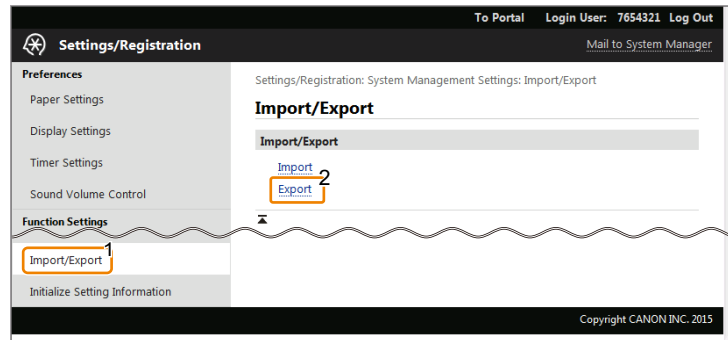 To Portal Login User: 7654321 Log Out
Settings/Registration Mail to System Manager
Preferences
Paper Settings
Display Settings
Timer Settings
Sound Volume Control
Function Settings
Import/Export 1
Initialize Setting Information
Settings/Registration: System Management Settings: Import/Export
Import/Export
Import/Export
Import
Export 2
Copyright CANON INC. 2015